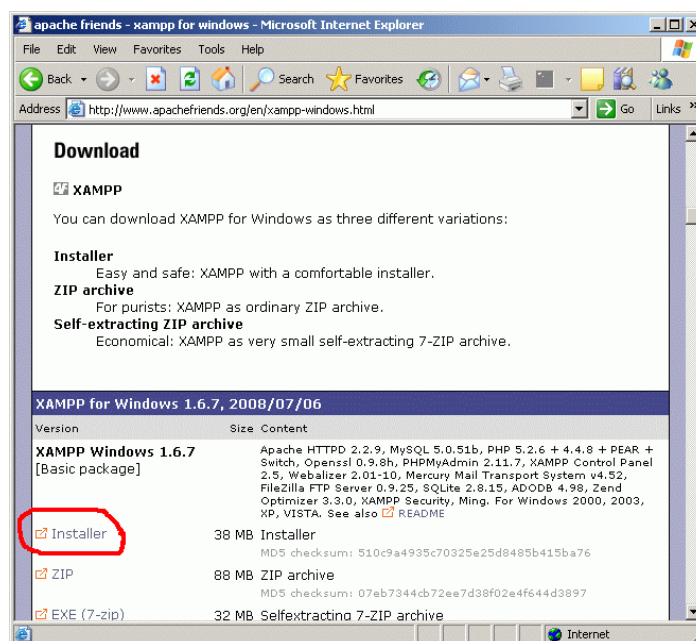 apache friends - xampp for windows - Microsoft Internet Explorer
File Edit View Favorites Tools Help
Back Search Favorites
Address http://www.apachefriends.org/en/xampp-windows.html Go Links »
Download
XAMPP
You can download XAMPP for Windows as three different variations:
Installer
Easy and safe: XAMPP with a comfortable installer.
ZIP archive
For purists: XAMPP as ordinary ZIP archive.
Self-extracting ZIP archive
Economical: XAMPP as very small self-extracting 7-ZIP archive.
XAMPP for Windows 1.6.7, 2008/07/06
Version Size Content
XAMPP Windows 1.6.7 Apache HTTPD 2.2.9, MySQL 5.0.51b, PHP 5.2.6 + 4.4.8 + PEAR +
[Basic package] Switch, Openssl 0.9.8h, PHPMyAdmin 2.11.7, XAMPP Control Panel
2.5, Webalizer 2.01-10, Mercury Mail Transport System v4.52,
FileZilla FTP Server 0.9.25, SQLite 2.8.15, ADODB 4.98, Zend
Optimizer 3.3.0, XAMPP Security, Ming. For Windows 2000, 2003,
XP, VISTA. See also README
Installer 38 MB Installer
MD5 checksum: 510c9a4935c70325e25d8485b415ba76
ZIP 88 MB ZIP archive
MD5 checksum: 07eb7344cb72ee7d38f02e4f644d3897
EXE (7-zip) 32 MB Selfextracting 7-ZIP archive
Internet